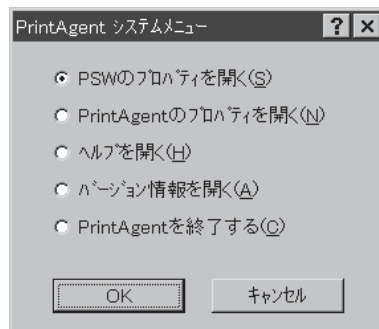 PrintAgent ｼｽﾃﾑﾒﾆｭｰ
? ×
PSWのﾌﾟﾛﾊﾟﾃｨを開く(S)
PrintAgentのﾌﾟﾛﾊﾟﾃｨを開く(N)
ﾍﾙﾌﾟを開く(H)
ﾊﾞｰｼﾞｮﾝ情報を開く(A)
PrintAgentを終了する(C)
OK
ｷｬﾝｾﾙ